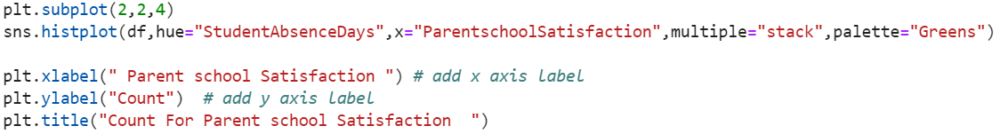 plt.subplot(2,2,4)
sns.histplot(df,hue="StudentAbsenceDays",x="ParentschoolSatisfaction",multiple="stack",palette="Greens")
plt.xlabel(" Parent school Satisfaction ") # add x axis label
plt.ylabel("Count")  # add y axis label
plt.title("Count For Parent school Satisfaction  ")